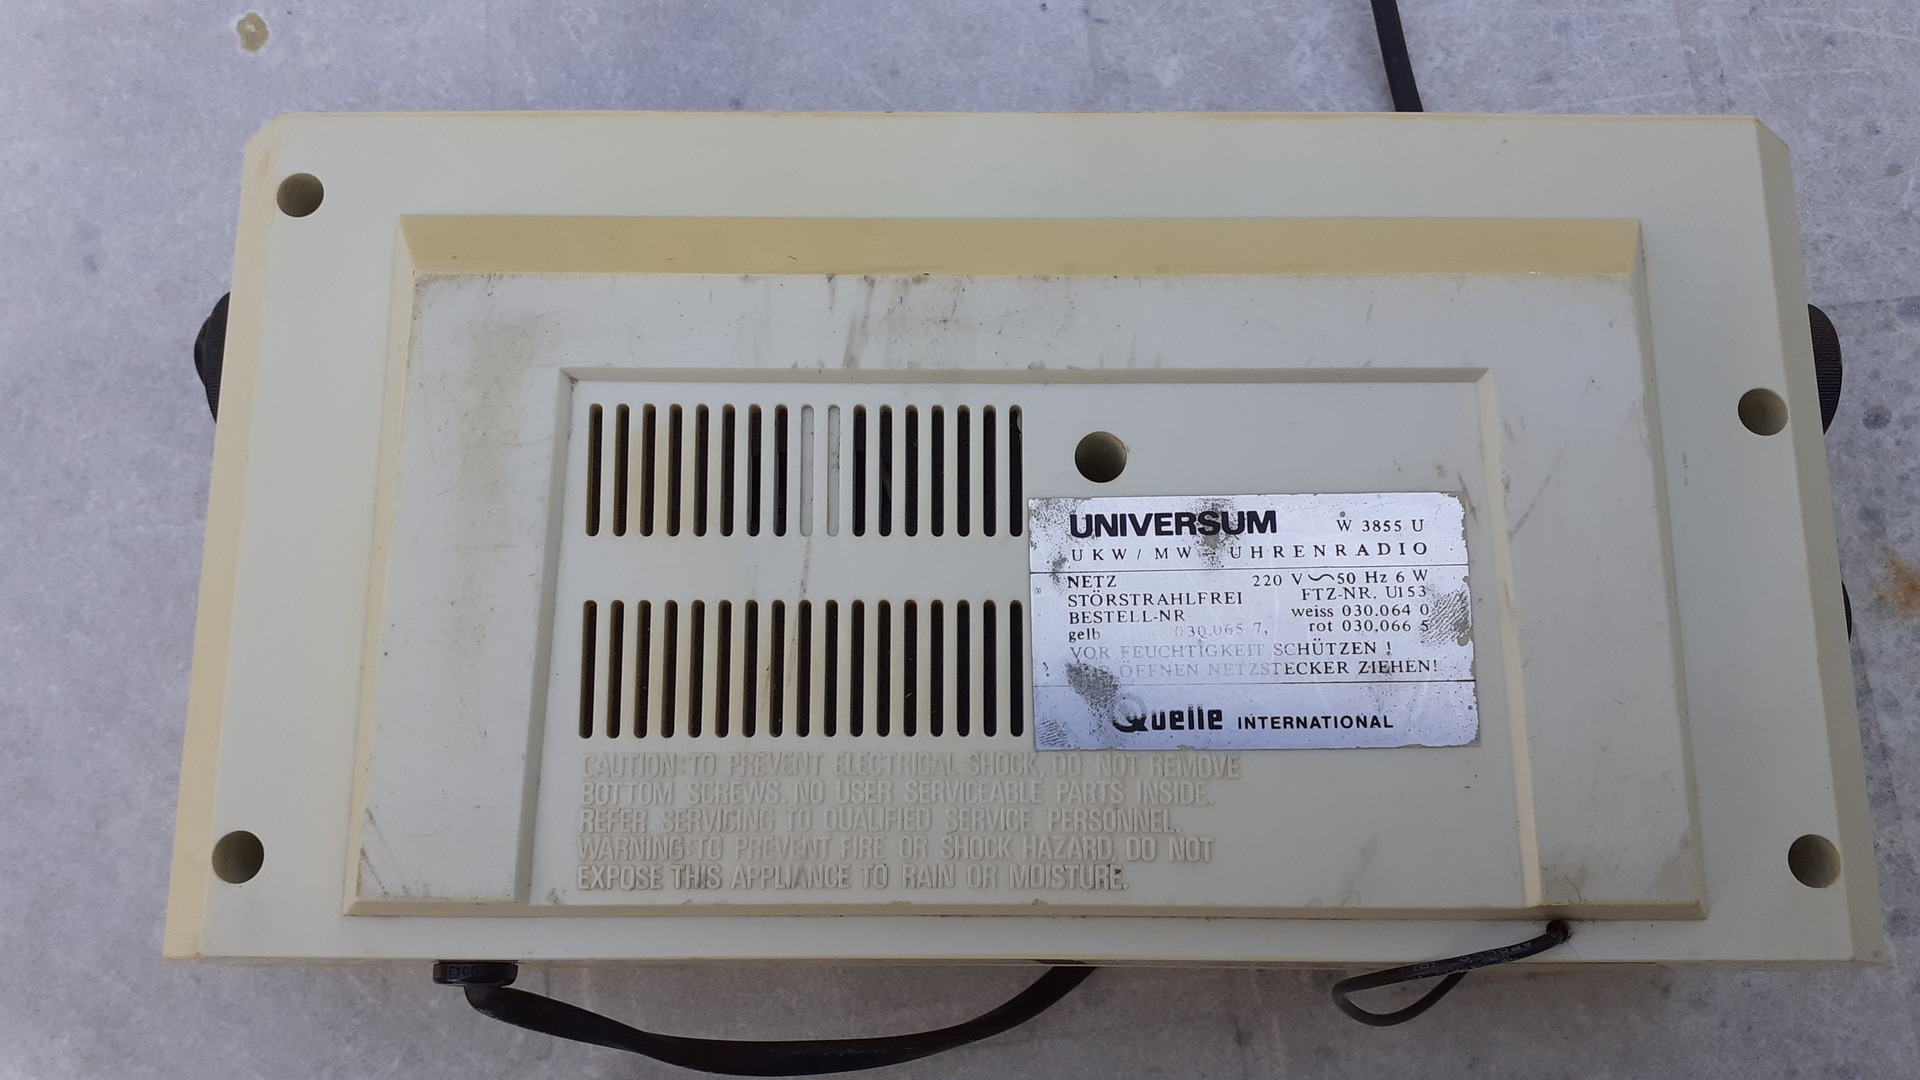 UNIVERSUM W 3855 U
UKW/MW - UHRENRADIO
NETZ 220 V~50 Hz 6 W
STÖRSTRAHLFREI FTZ-NR. U153
BESTELL-NR weiss 030.064 0
gelb 030.065 7, rot 030.066 5
VOR FEUCHTIGKEIT SCHÜTZEN !
! VOR ÖFFNEN NETZSTECKER ZIEHEN!
Quelle INTERNATIONAL
CAUTION: TO PREVENT ELECTRICAL SHOCK, DO NOT REMOVE
BOTTOM SCREWS. NO USER SERVICEABLE PARTS INSIDE.
REFER SERVICING TO QUALIFIED SERVICE PERSONNEL.
WARNING: TO PREVENT FIRE OR SHOCK HAZARD, DO NOT
EXPOSE THIS APPLIANCE TO RAIN OR MOISTURE.
HEYCO